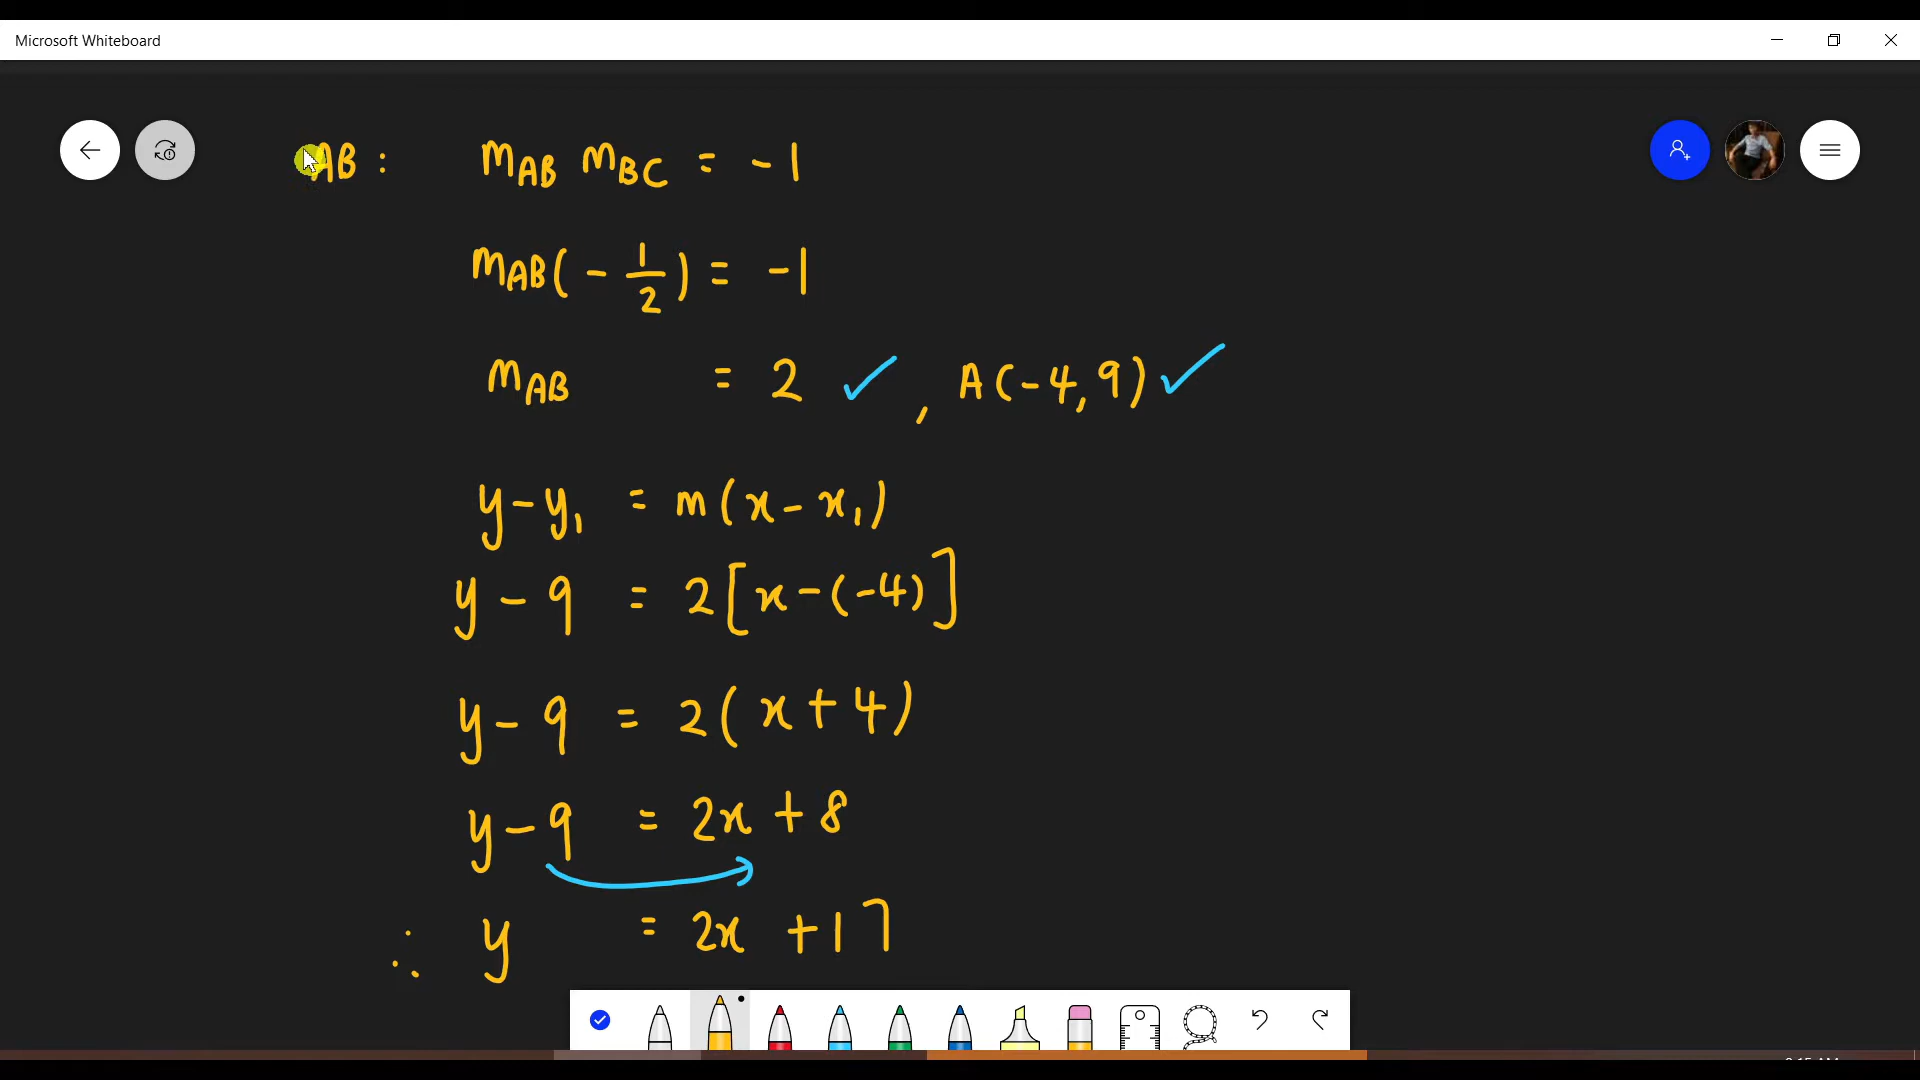 Microsoft Whiteboard
AB : m_AB m_BC = -1
m_AB(-1/2) = -1
m_AB = 2 ✓ , A(-4,9) ✓
y-y₁ = m(x-x₁)
y-9 = 2[x-(-4)]
y-9 = 2(x+4)
y-9 = 2x+8
∴ y = 2x +17